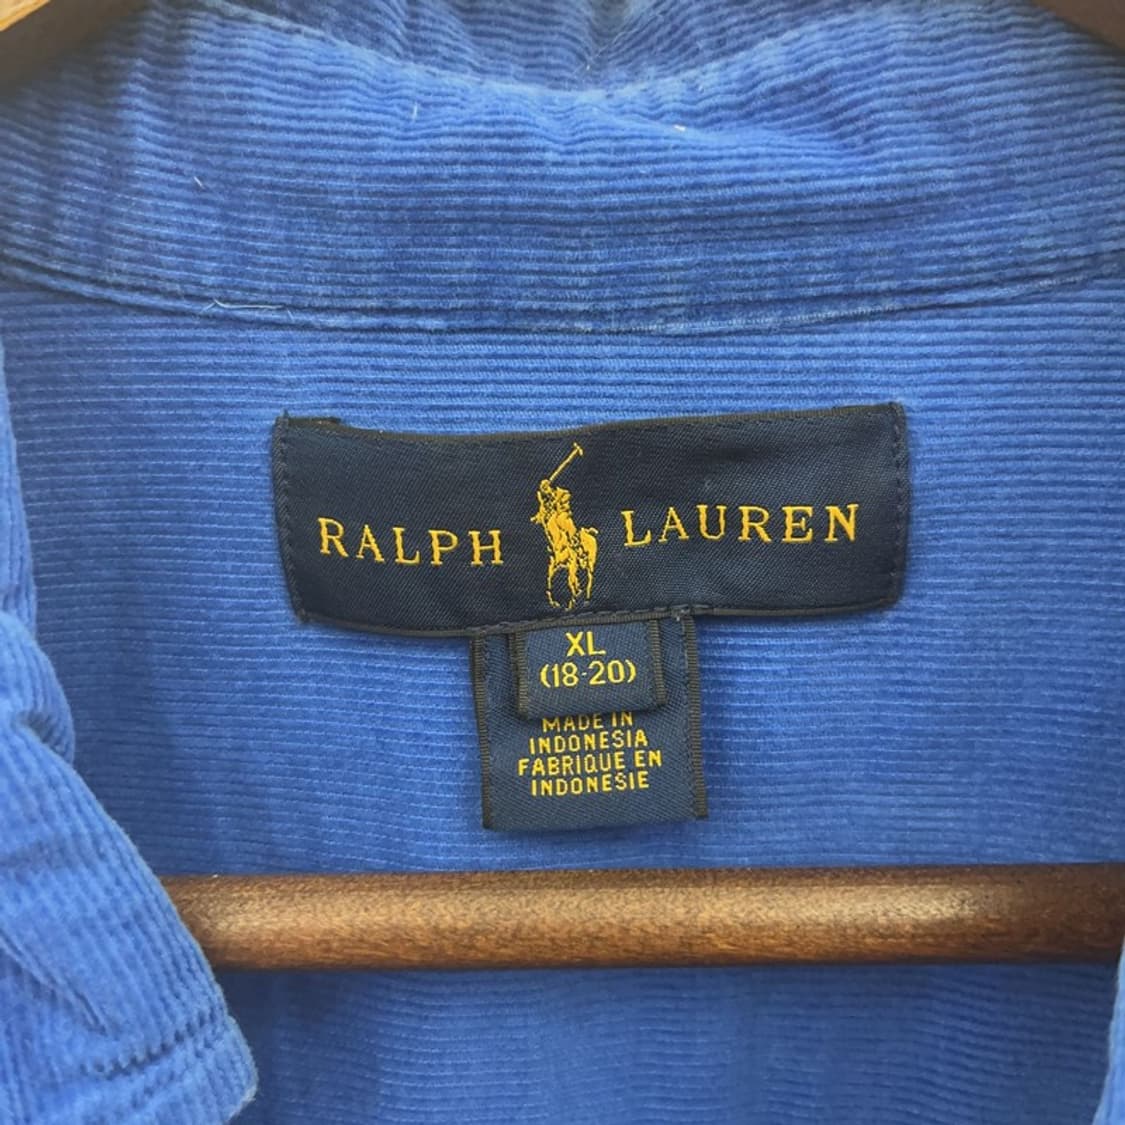 RALPH LAUREN
XL
(18-20)
MADE IN
INDONESIA
FABRIQUE EN
INDONESIE